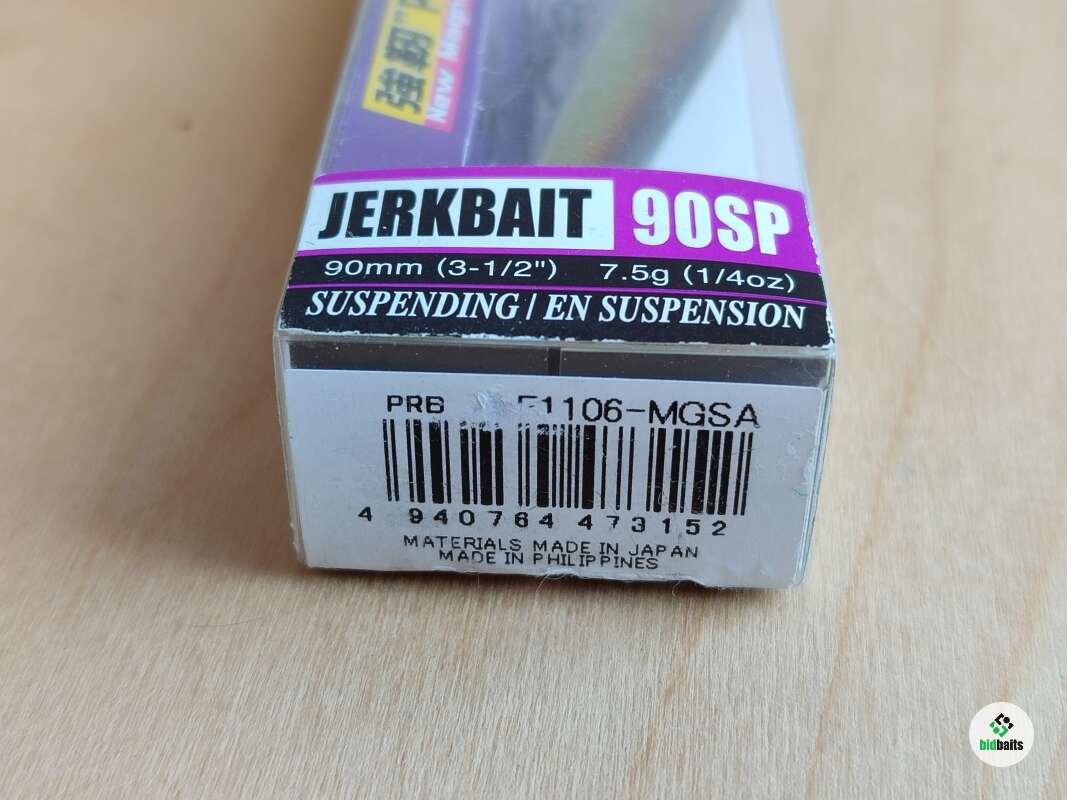 強靭"
New
JERKBAIT 90SP
90mm (3-1/2") 7.5g (1/4oz)
SUSPENDING / EN SUSPENSION
PRB F1106-MGSA
4 940764 473152
MATERIALS MADE IN JAPAN
MADE IN PHILIPPINES
bidbaits